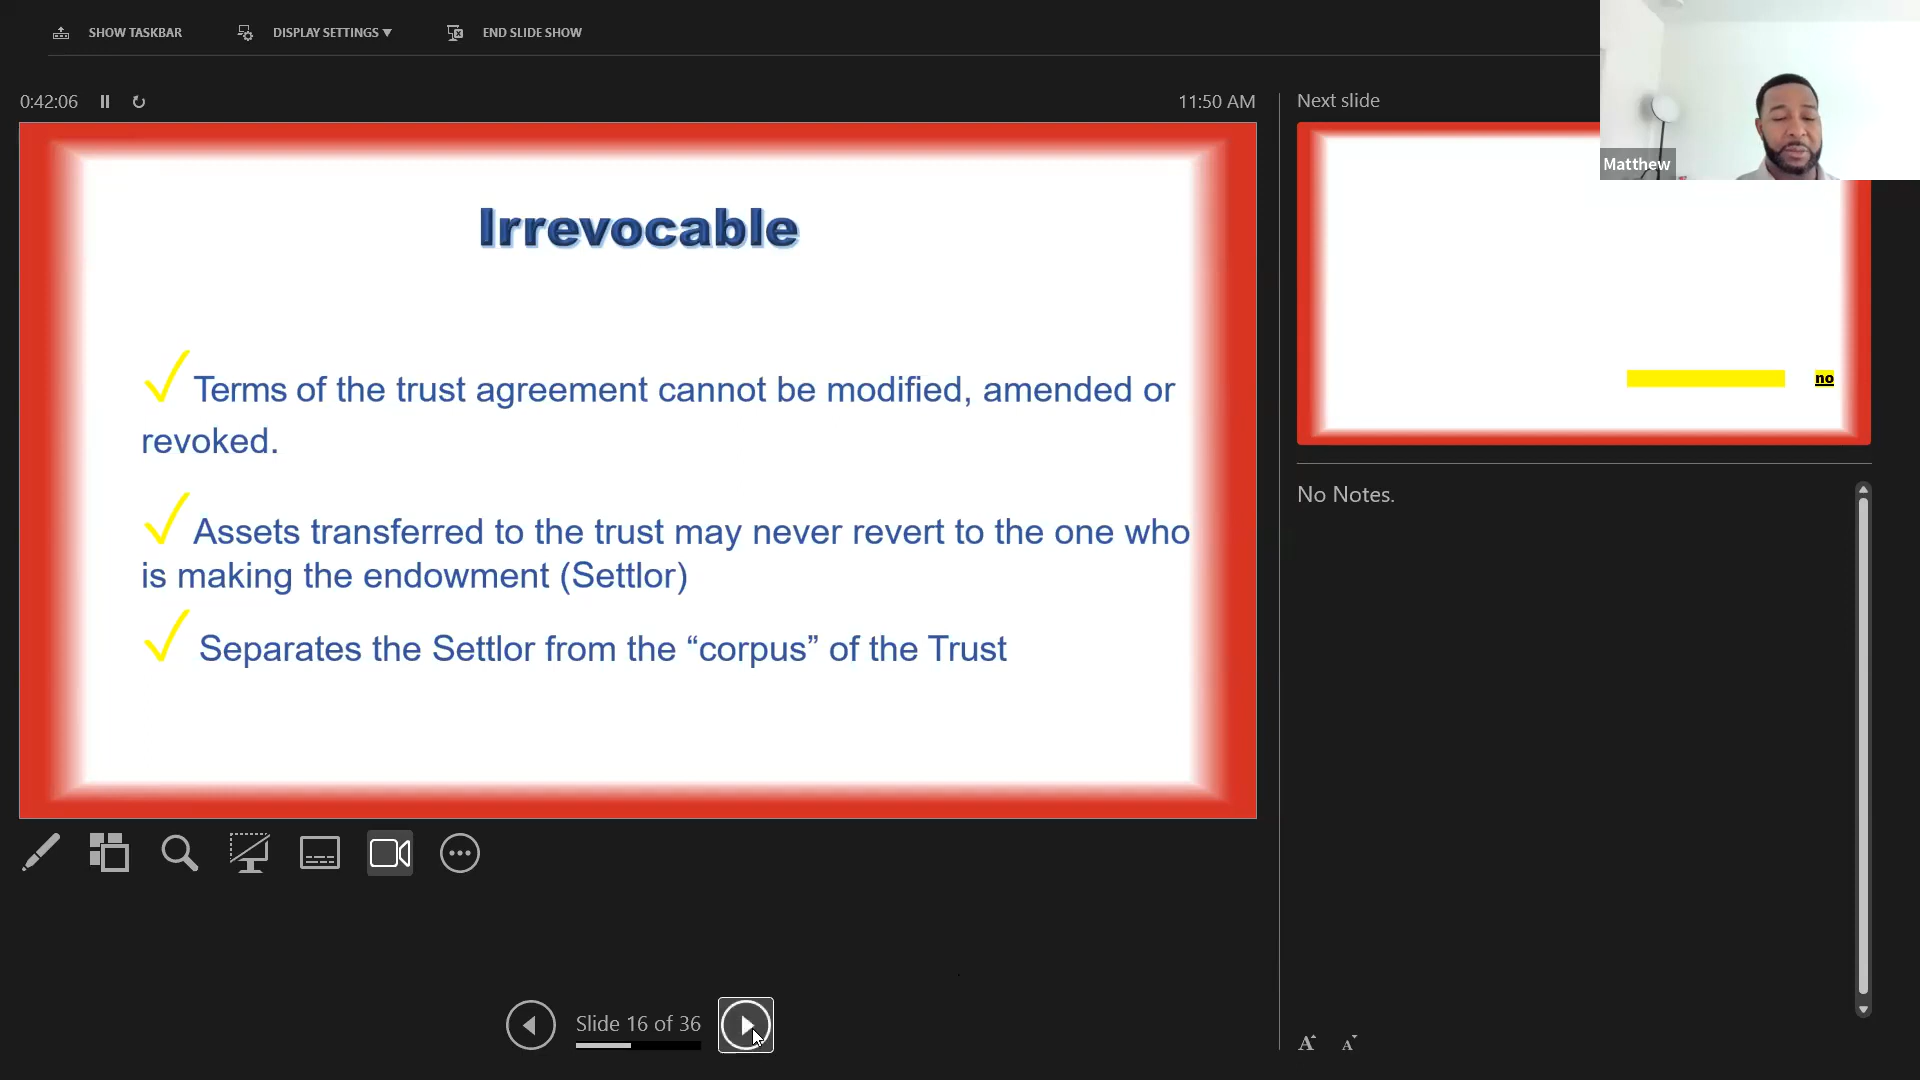 SHOW TASKBAR
DISPLAY SETTINGS ▼
END SLIDE SHOW
0:42:06
11:50 AM
Next slide
Matthew
Irrevocable
✓Terms of the trust agreement cannot be modified, amended or
revoked.
✓Assets transferred to the trust may never revert to the one who
is making the endowment (Settlor)
✓ Separates the Settlor from the “corpus” of the Trust
no
No Notes.
Slide 16 of 36
A A